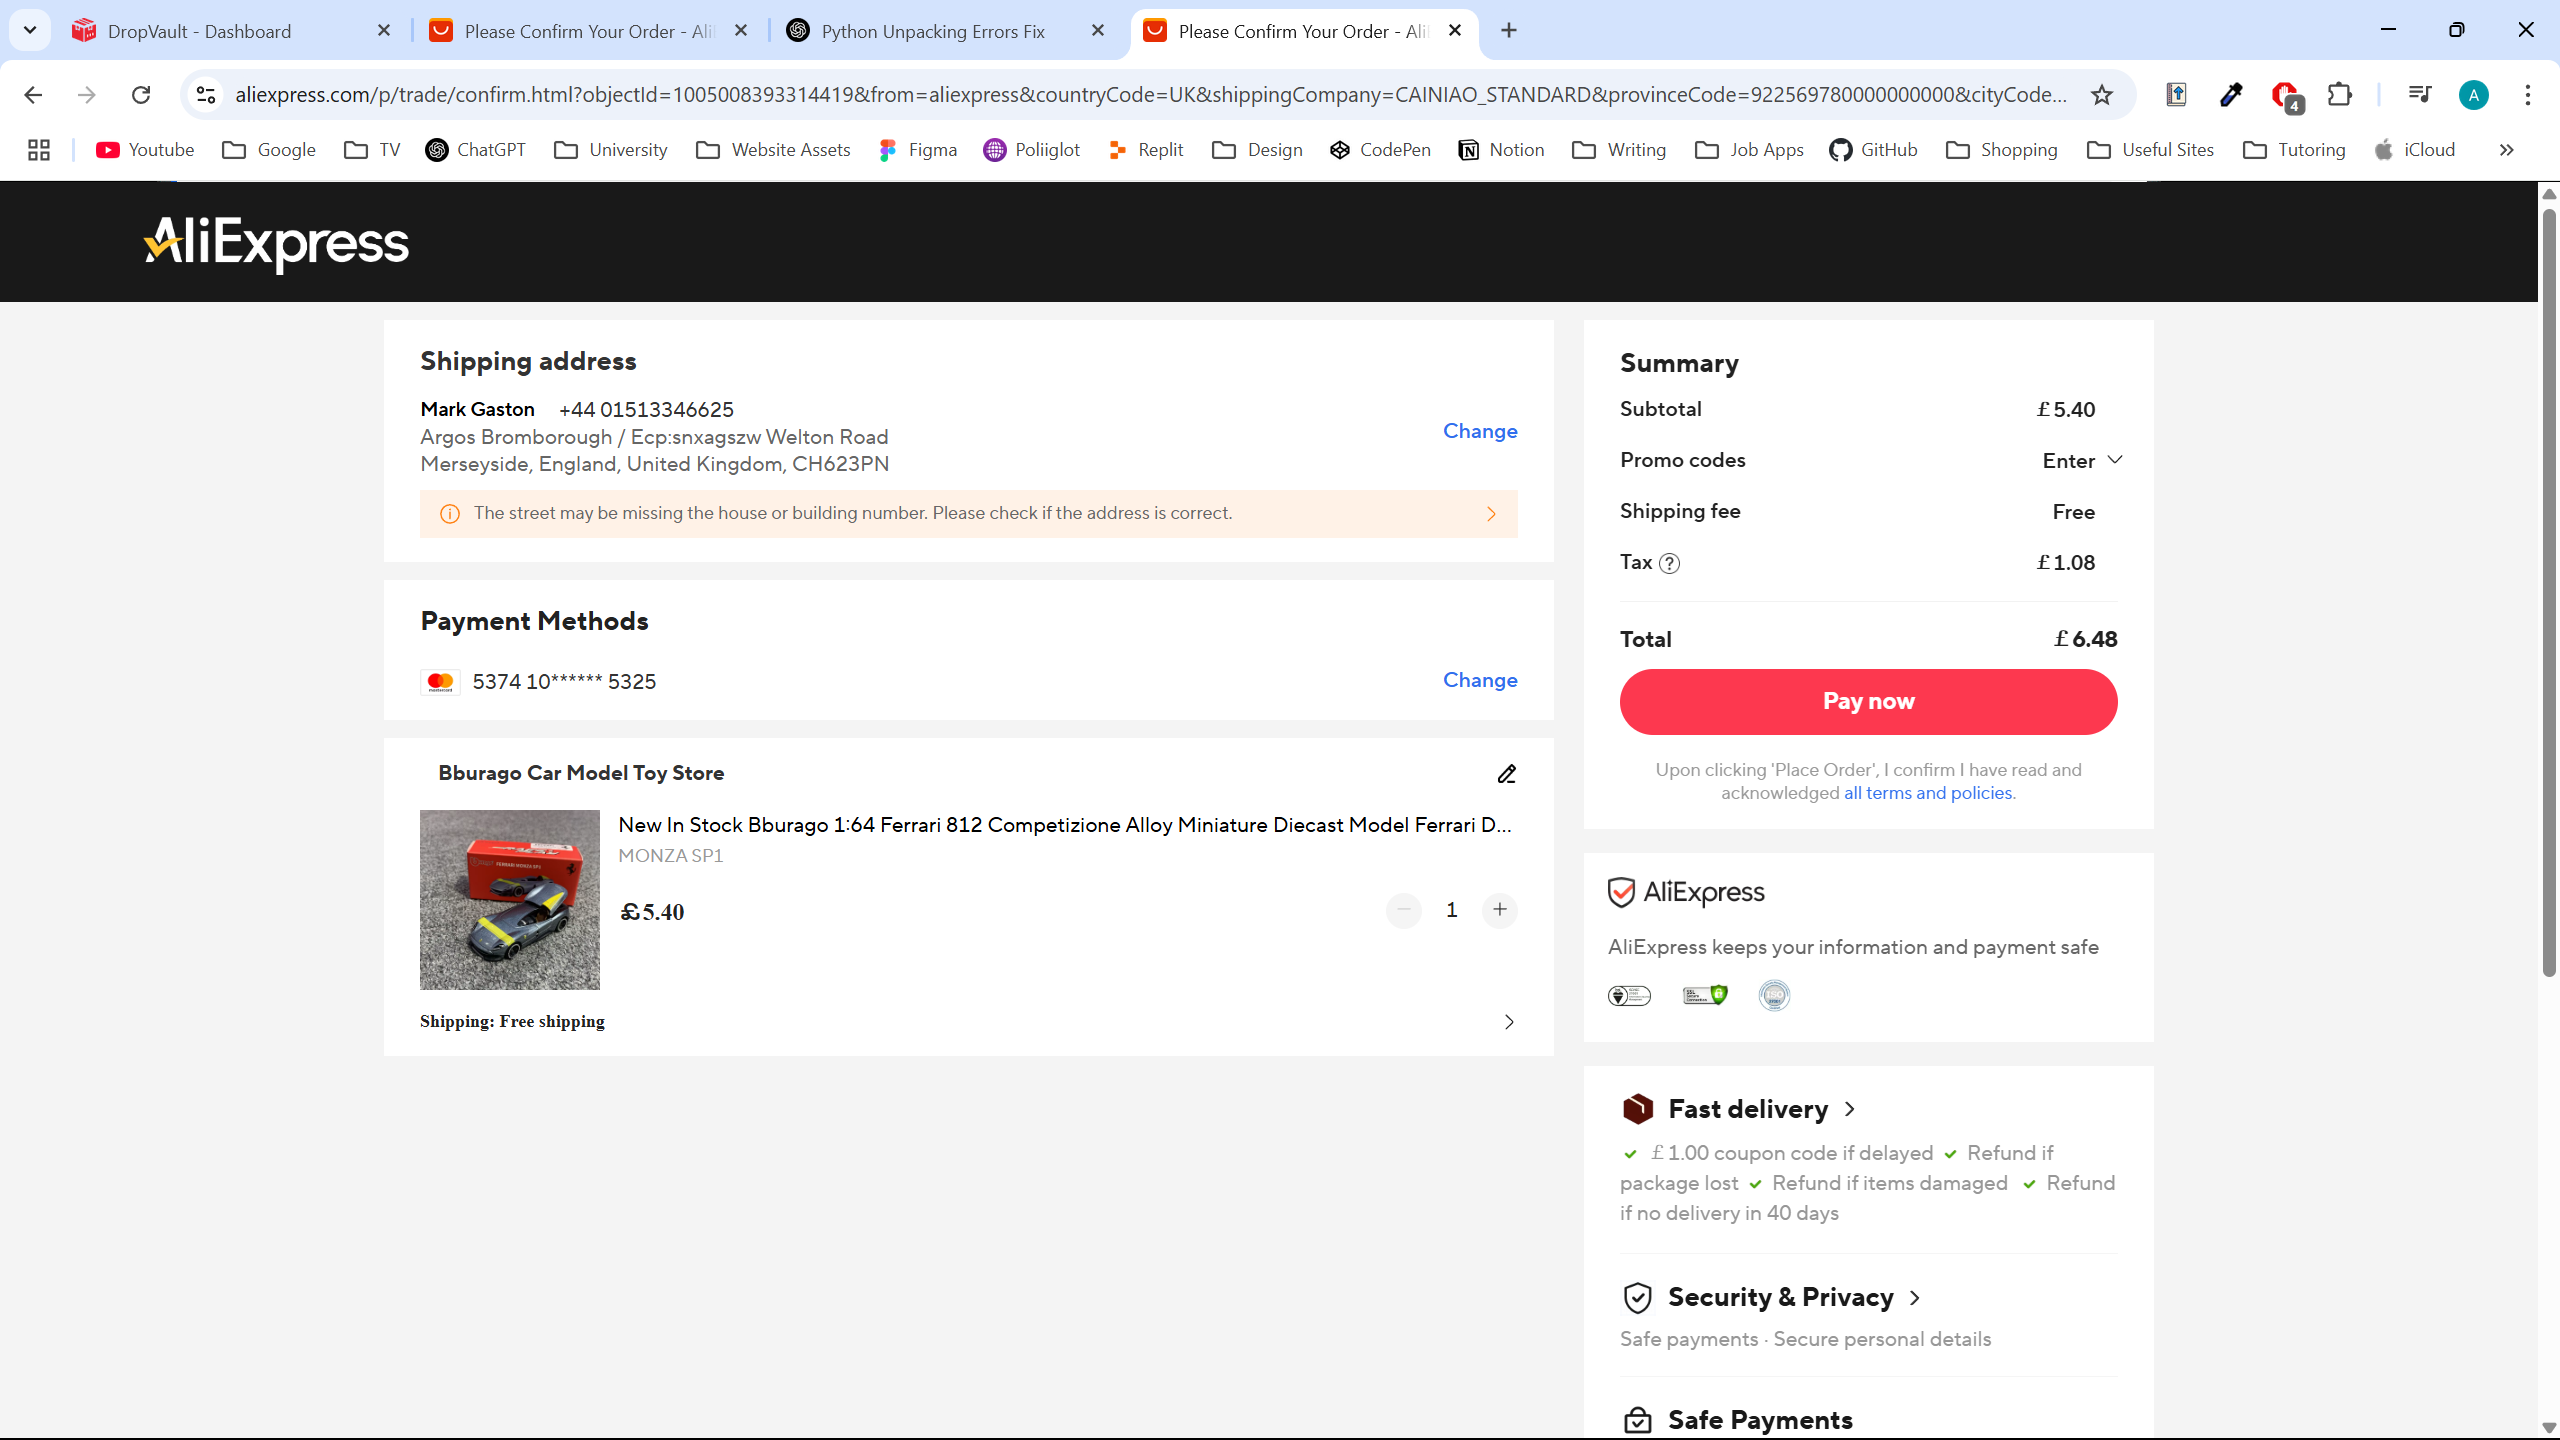 DropVault - Dashboard
Please Confirm Your Order - Ali
Python Unpacking Errors Fix
Please Confirm Your Order - Ali
aliexpress.com/p/trade/confirm.html?objectId=1005008393314419&from=aliexpress&countryCode=UK&shippingCompany=CAINIAO_STANDARD&provinceCode=922569780000000000&cityCode...
4
A
Youtube
Google
TV
ChatGPT
University
Website Assets
Figma
Poliiglot
Replit
Design
CodePen
Notion
Writing
Job Apps
GitHub
Shopping
Useful Sites
Tutoring
iCloud
AliExpress
Shipping address
Mark Gaston +44 01513346625
Argos Bromborough / Ecp:snxagszw Welton Road
Merseyside, England, United Kingdom, CH623PN
Change
The street may be missing the house or building number. Please check if the address is correct.
Payment Methods
5374 10****** 5325
Change
Bburago Car Model Toy Store
New In Stock Bburago 1:64 Ferrari 812 Competizione Alloy Miniature Diecast Model Ferrari D...
MONZA SP1
£5.40
1
Shipping: Free shipping
Summary
Subtotal £5.40
Promo codes Enter
Shipping fee Free
Tax ? £1.08
Total £6.48
Pay now
Upon clicking 'Place Order', I confirm I have read and
acknowledged all terms and policies.
AliExpress
AliExpress keeps your information and payment safe
Fast delivery
£1.00 coupon code if delayed Refund if
package lost Refund if items damaged Refund
if no delivery in 40 days
Security & Privacy
Safe payments · Secure personal details
Safe Payments